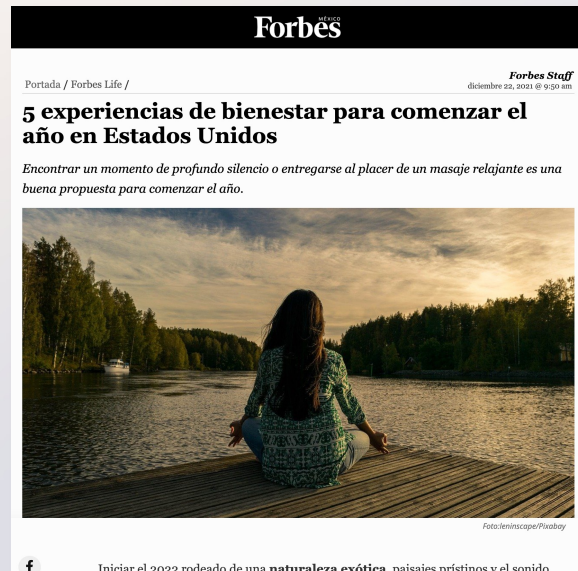 Forbes
MÉXICO
Portada / Forbes Life /
Forbes Staff
diciembre 22, 2021 @ 9:50 am
5 experiencias de bienestar para comenzar el
año en Estados Unidos
Encontrar un momento de profundo silencio o entregarse al placer de un masaje relajante es una
buena propuesta para comenzar el año.
Foto:leninscape/Pixabay
f
Iniciar el 2022 rodeado de una naturaleza exótica, paisajes prístinos y el sonido